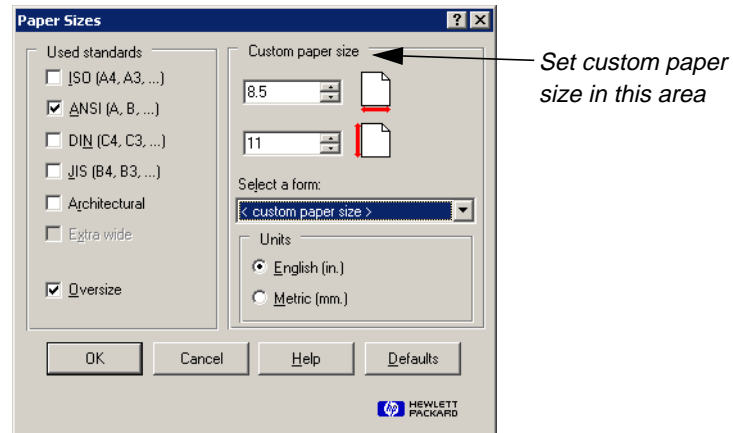 Paper Sizes
Used standards
ISO (A4, A3, ...)
ANSI (A, B, ...)
DIN (C4, C3, ...)
JIS (B4, B3, ...)
Architectural
Extra wide
Oversize
Custom paper size
8.5
11
Select a form:
< custom paper size >
Units
English (in.)
Metric (mm.)
OK
Cancel
Help
Defaults
hp HEWLETT
PACKARD
Set custom paper
size in this area